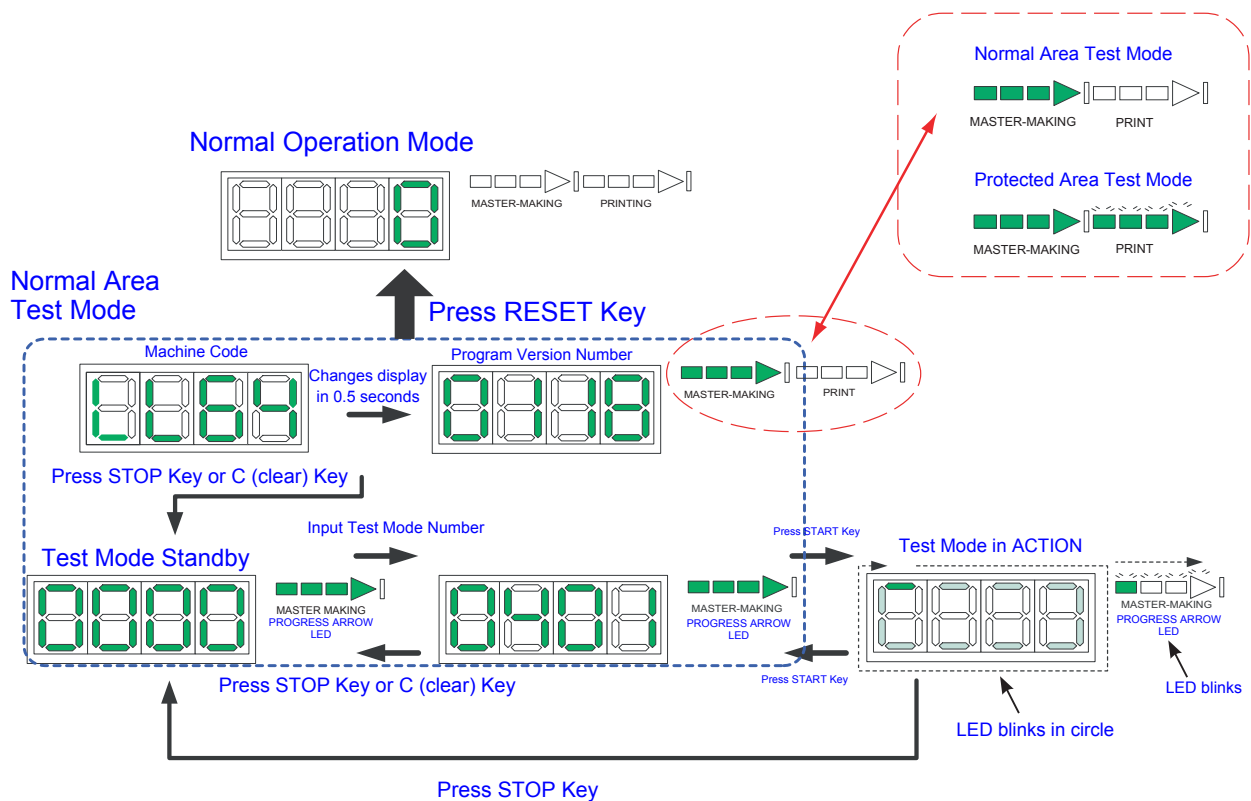 Normal Area Test Mode
MASTER-MAKING PRINT
Protected Area Test Mode
MASTER-MAKING PRINT
Normal Operation Mode
0
MASTER-MAKING PRINTING
Normal Area
Test Mode
Press RESET Key
Machine Code
Changes display
in 0.5 seconds
Program Version Number
MASTER-MAKING PRINT
Press STOP Key or C (clear) Key
Test Mode Standby
0000
MASTER MAKING
PROGRESS ARROW
LED
Input Test Mode Number
MASTER-MAKING
PROGRESS ARROW
LED
Press START Key
Press START Key
Press STOP Key or C (clear) Key
Test Mode in ACTION
MASTER-MAKING
PROGRESS ARROW
LED
LED blinks
LED blinks in circle
Press STOP Key